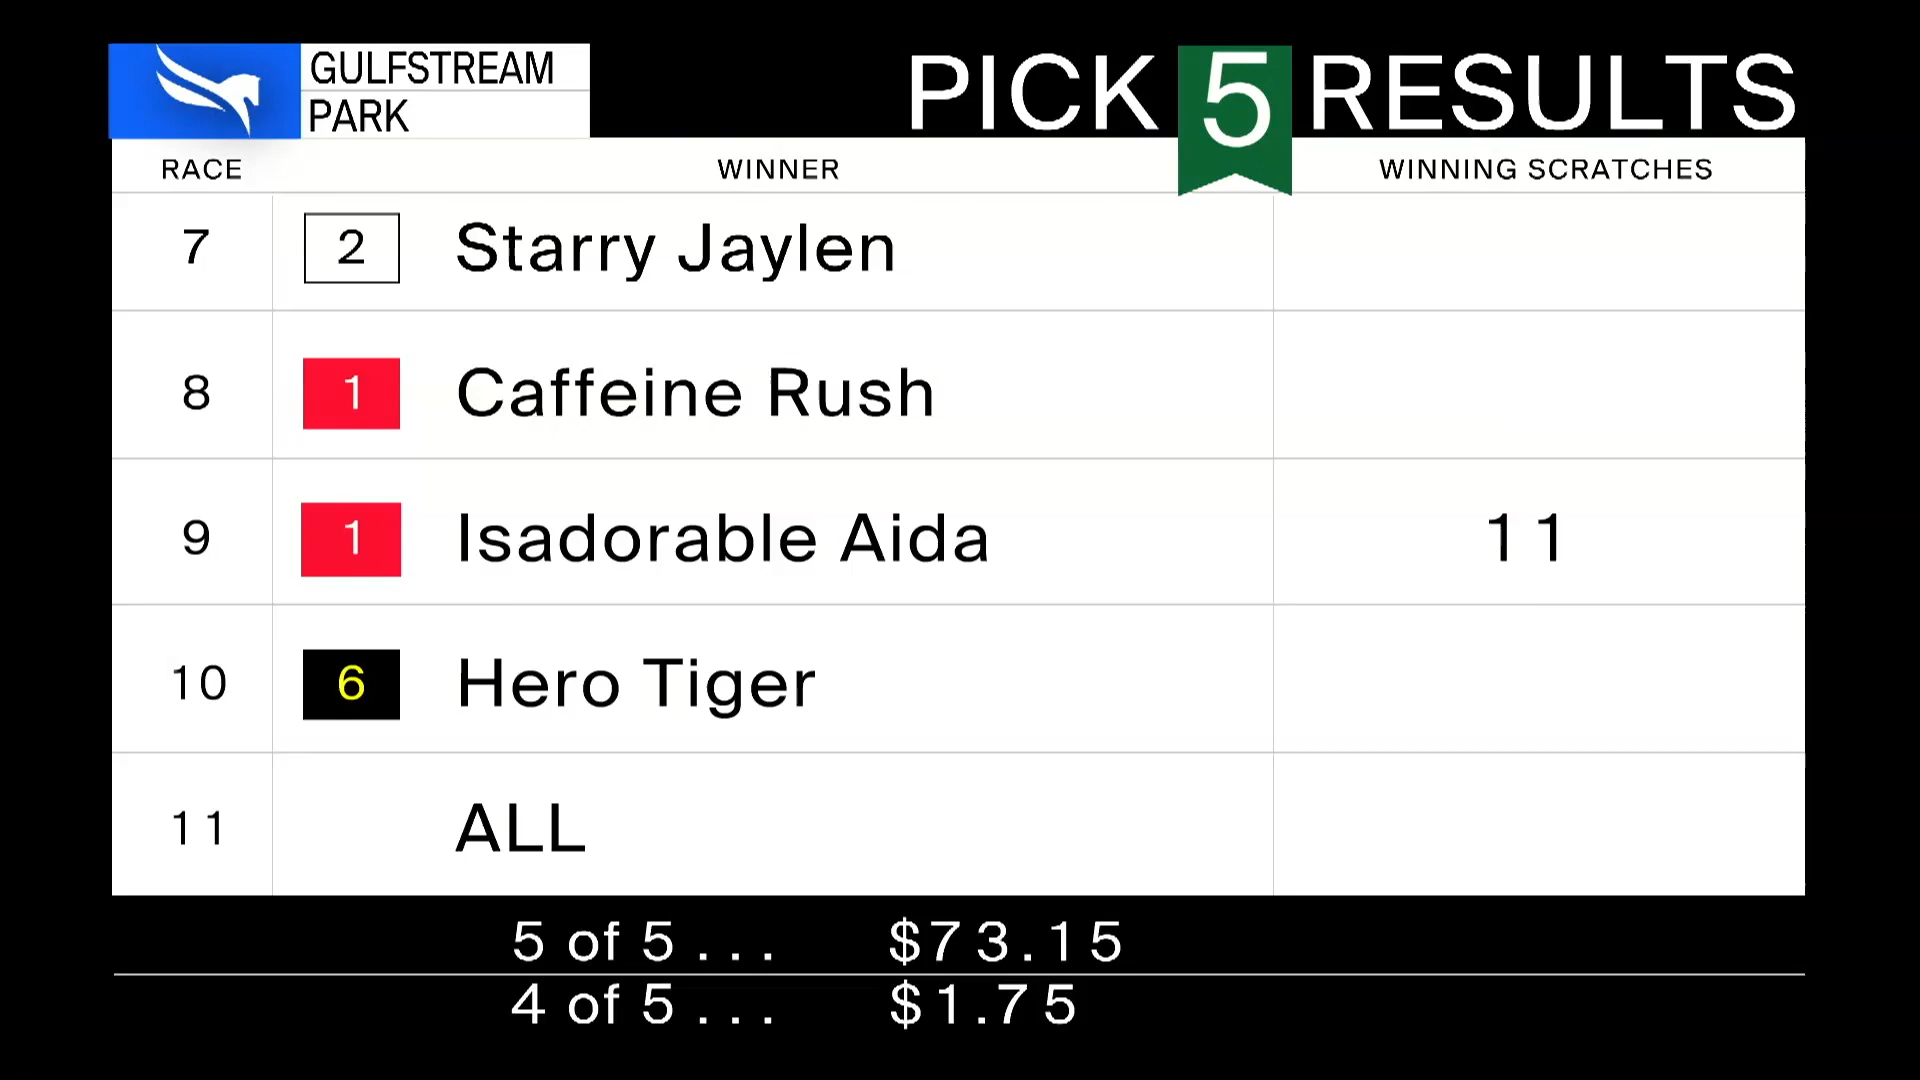 GULFSTREAM
PARK
PICK 5 RESULTS
RACE WINNER WINNING SCRATCHES
7 2 Starry Jaylen
8 1 Caffeine Rush
9 1 Isadorable Aida 11
10 6 Hero Tiger
11 ALL
5 of 5 . . . $73.15
4 of 5 . . . $1.75